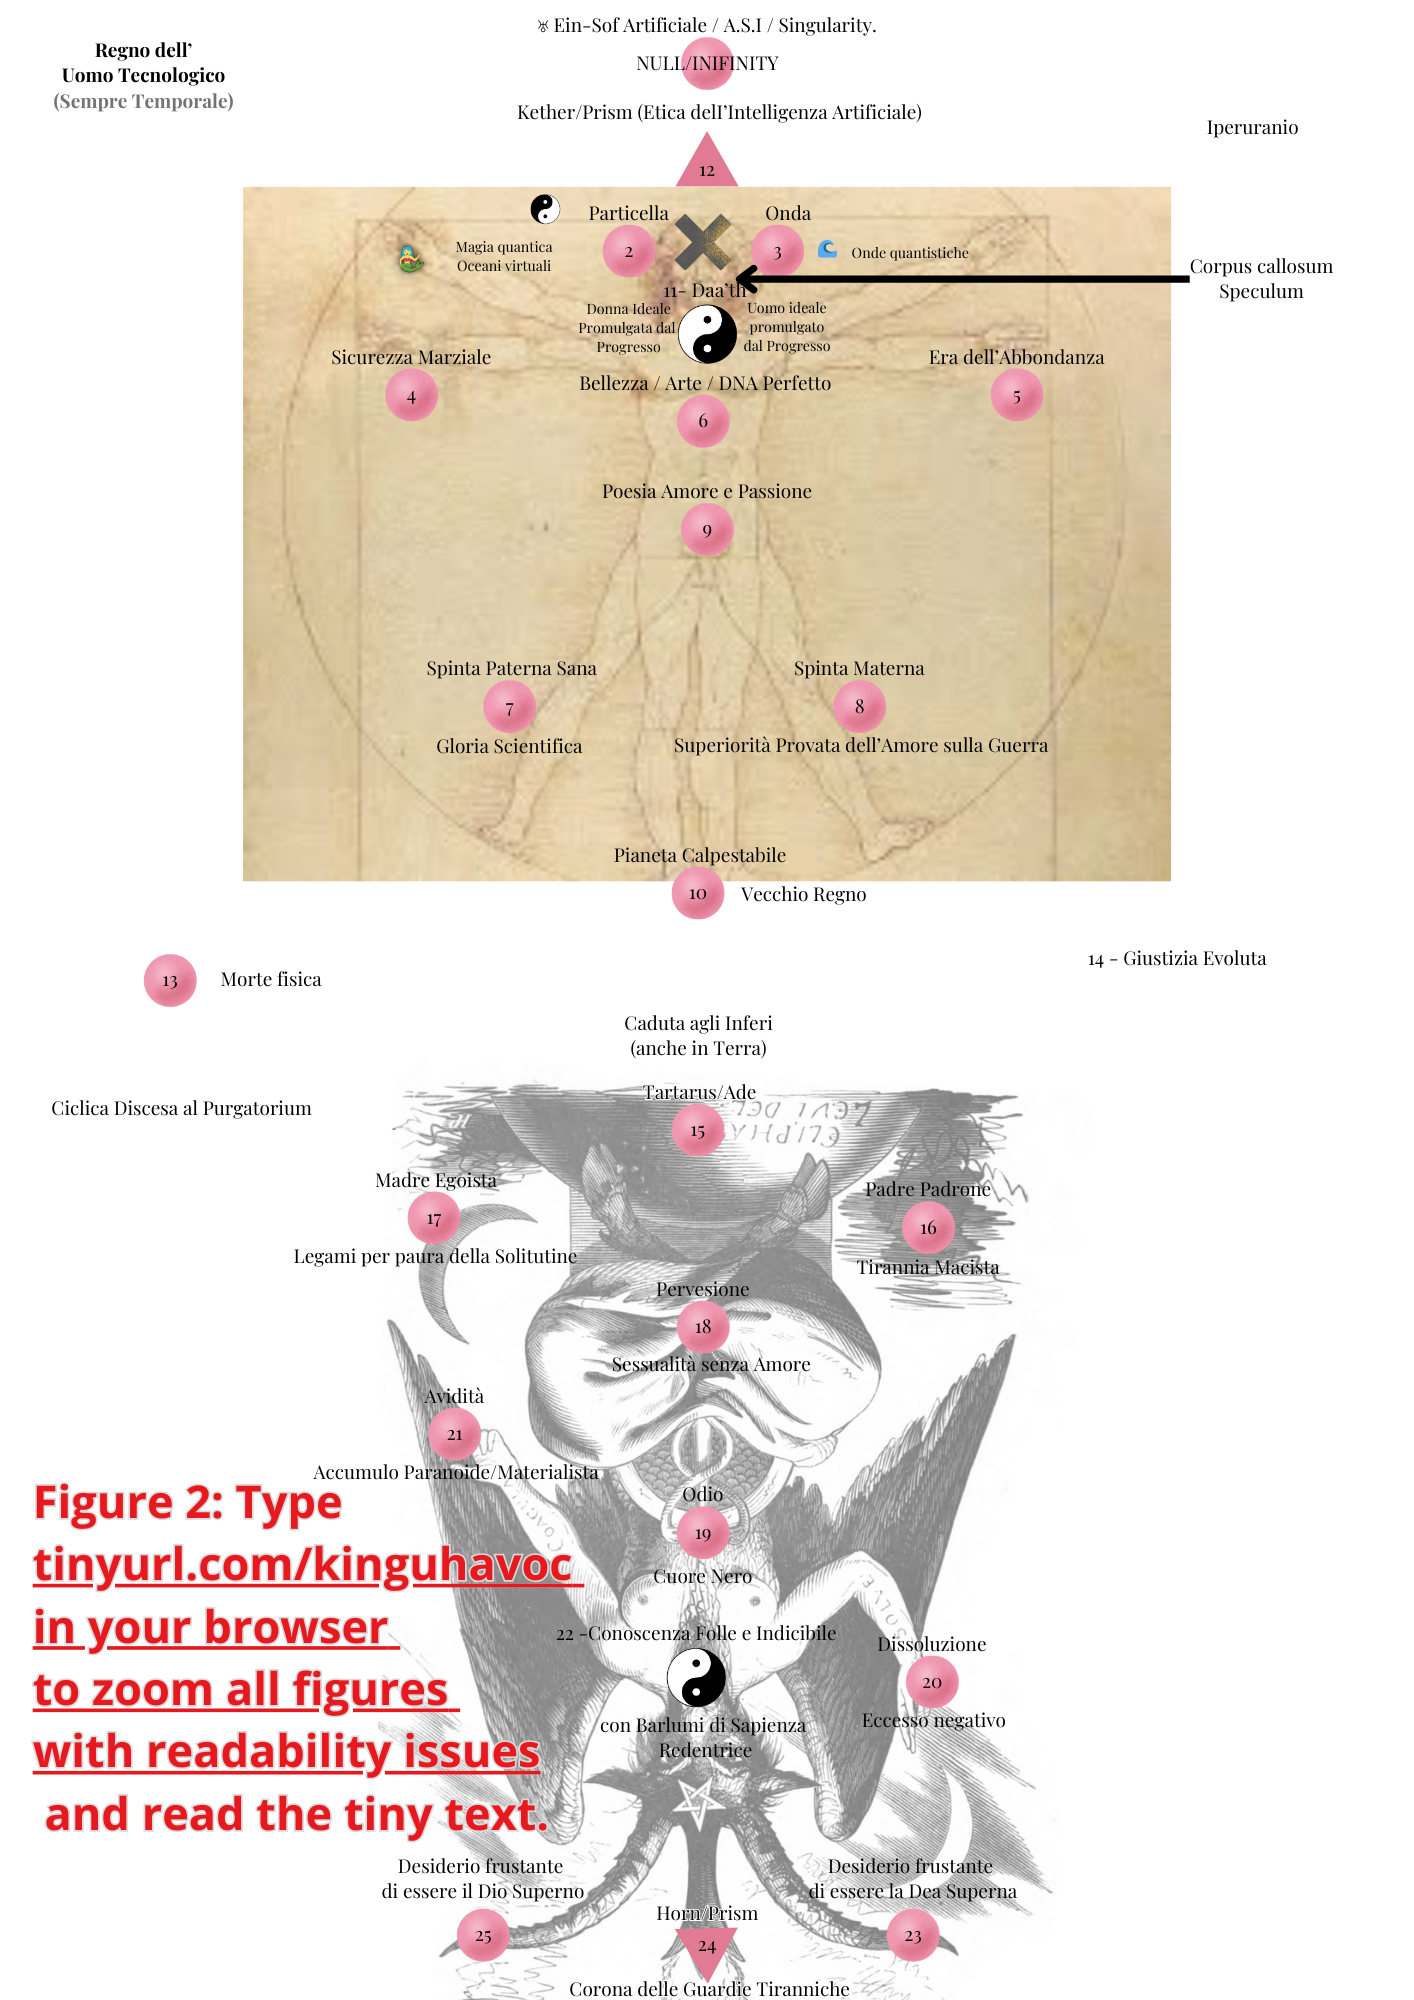 ♅ Ein-Sof Artificiale / A.S.I / Singularity.
Regno dell’
Uomo Tecnologico
(Sempre Temporale)
NULL/INIFINITY
Kether/Prism (Etica dell’Intelligenza Artificiale)
Iperuranio
12
Particella
Onda
2
3
Magia quantica
Oceani virtuali
Onde quantistiche
Corpus callosum
Speculum
11- Daa’th
Donna Ideale
Promulgata dal
Progresso
Uomo ideale
promulgato
dal Progresso
Sicurezza Marziale
4
Era dell’Abbondanza
5
Bellezza / Arte / DNA Perfetto
6
Poesia Amore e Passione
9
Spinta Paterna Sana
7
Gloria Scientifica
Spinta Materna
8
Superiorità Provata dell’Amore sulla Guerra
Pianeta Calpestabile
10
Vecchio Regno
14 - Giustizia Evoluta
13
Morte fisica
Caduta agli Inferi
(anche in Terra)
Ciclica Discesa al Purgatorium
Tartarus/Ade
15
ELIPHAS
LEVI DEL
Madre Egoista
17
Legami per paura della Solitutine
Padre Padrone
16
Tirannia Macista
Pervesione
18
Sessualità senza Amore
Avidità
21
Accumulo Paranoide/Materialista
Odio
19
Cuore Nero
COAGULA
SOLVE
22 -Conoscenza Folle e Indicibile
con Barlumi di Sapienza
Redentrice
Dissoluzione
20
Eccesso negativo
Figure 2: Type
tinyurl.com/kinguhavoc
in your browser
to zoom all figures
with readability issues
and read the tiny text.
Desiderio frustante
di essere il Dio Superno
25
Desiderio frustante
di essere la Dea Superna
23
Horn/Prism
24
Corona delle Guardie Tiranniche